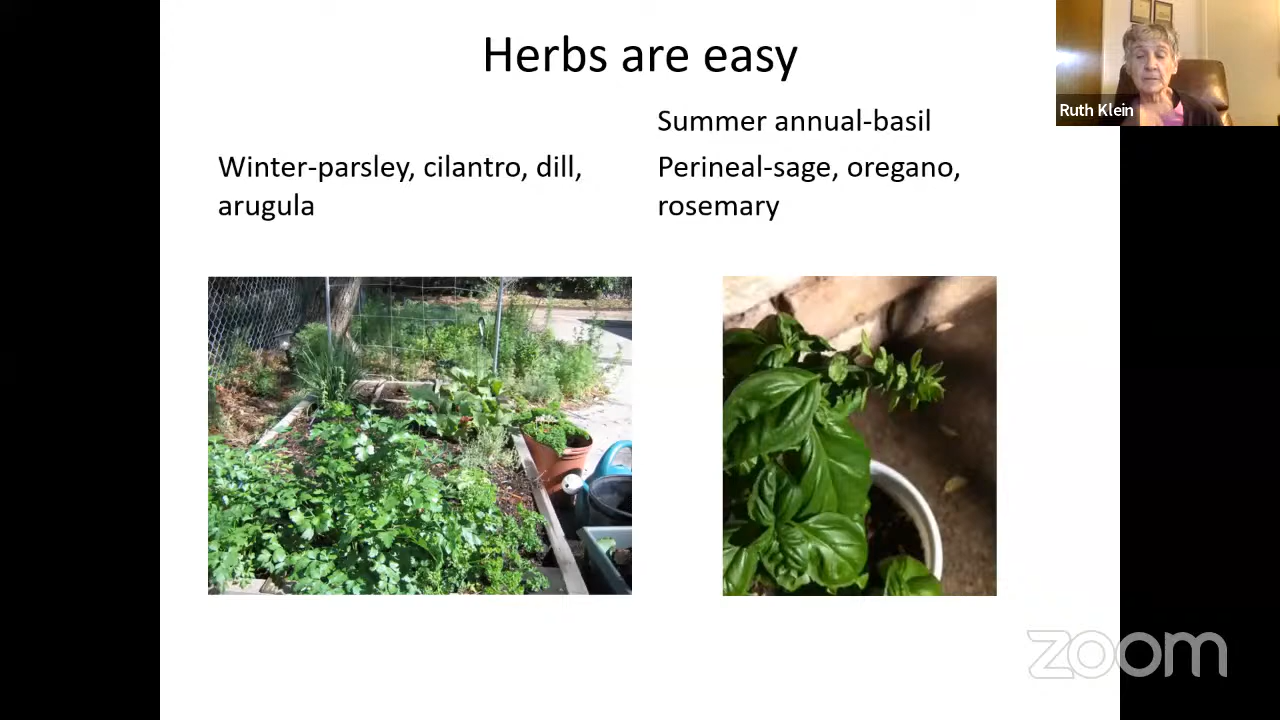 Herbs are easy
Ruth Klein
Winter-parsley, cilantro, dill,
arugula
Summer annual-basil
Perineal-sage, oregano,
rosemary
zoom